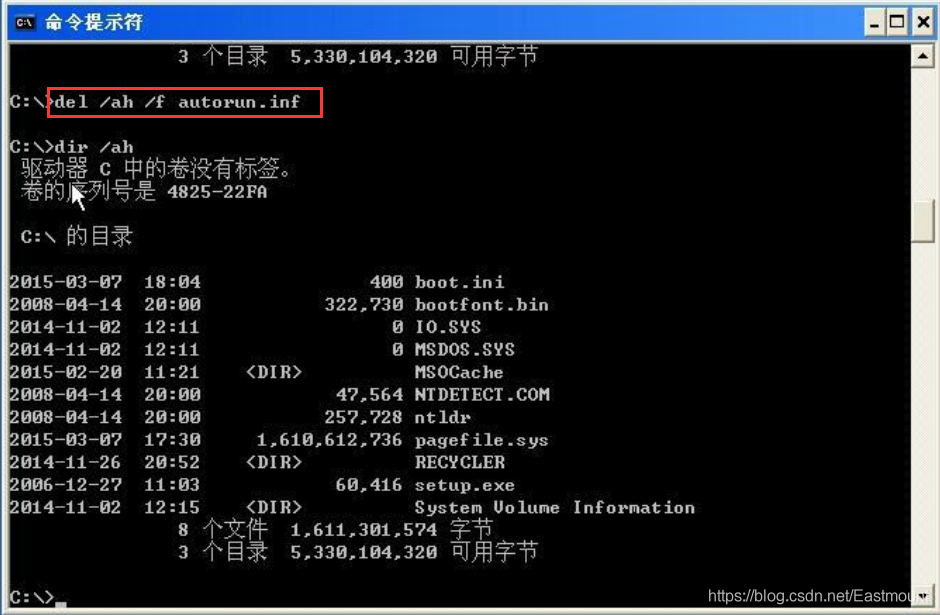 命令提示符
3 个目录 5,330,104,320 可用字节
C:\>del /ah /f autorun.inf
C:\>dir /ah
驱动器 C 中的卷没有标签。
卷的序列号是 4825-22FA
C:\ 的目录
2015-03-07 18:04 400 boot.ini
2008-04-14 20:00 322,730 bootfont.bin
2014-11-02 12:11 0 IO.SYS
2014-11-02 12:11 0 MSDOS.SYS
2015-02-20 11:21 <DIR> MSOCache
2008-04-14 20:00 47,564 NTDETECT.COM
2008-04-14 20:00 257,728 ntldr
2015-03-07 17:30 1,610,612,736 pagefile.sys
2014-11-26 20:52 <DIR> RECYCLER
2006-12-27 11:03 60,416 setup.exe
2014-11-02 12:15 <DIR> System Volume Information
8 个文件 1,611,301,574 字节
3 个目录 5,330,104,320 可用字节
C:\>
https://blog.csdn.net/Eastmount